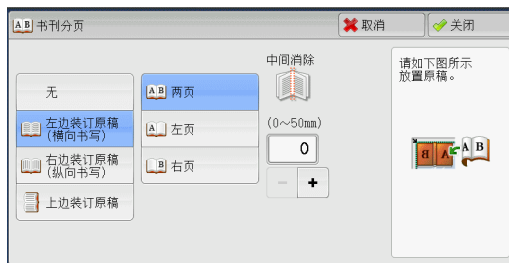 A B 书刊分页
取消
关闭
无
左边装订原稿
(横向书写)
右边装订原稿
(纵向书写)
上边装订原稿
A B 两页
A 左页
B 右页
中间消除
(0～50mm)
0
－
+
请如下图所示
放置原稿。
B A A B